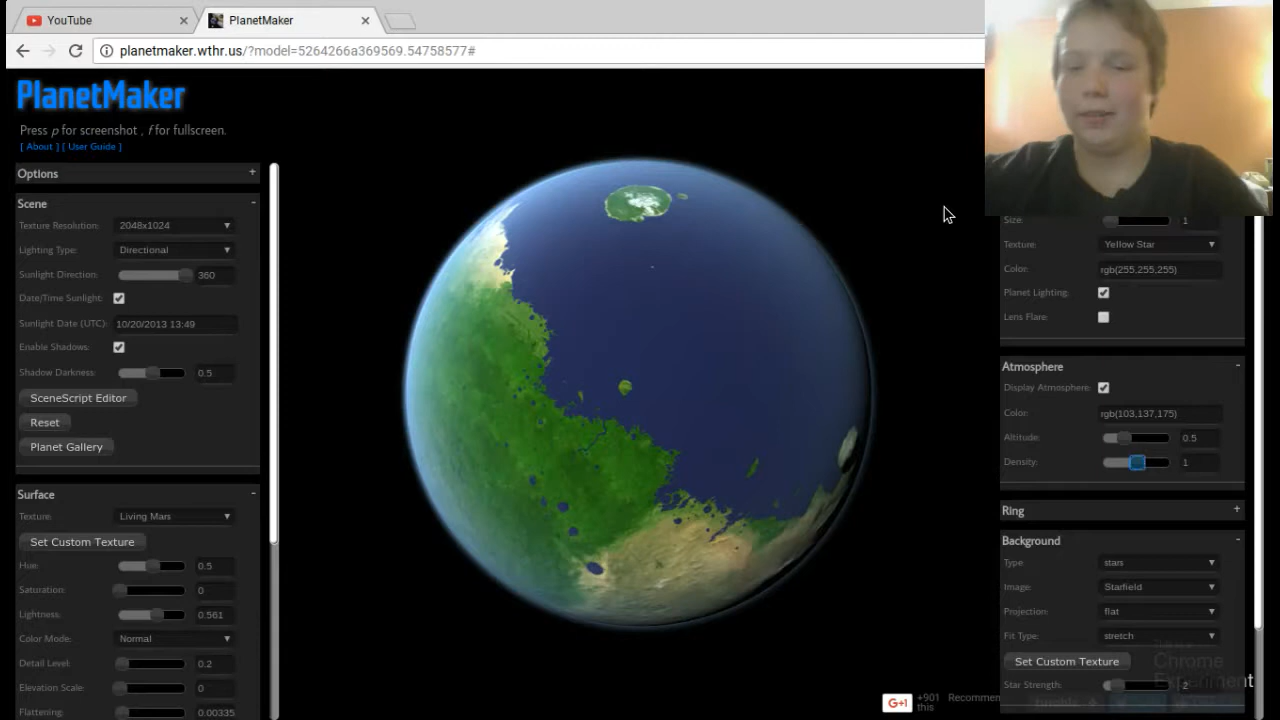 YouTube
PlanetMaker
planetmaker.wthr.us/?model=5264266a369569.54758577#
PlanetMaker
Press p for screenshot , f for fullscreen.
[ About ] [ User Guide ]
Options +
Scene -
Texture Resolution: 2048x1024
Lighting Type: Directional
Sunlight Direction: 360
Date/Time Sunlight:
Sunlight Date (UTC): 10/20/2013 13:49
Enable Shadows:
Shadow Darkness: 0.5
SceneScript Editor
Reset
Planet Gallery
Surface -
Texture: Living Mars
Set Custom Texture
Hue: 0.5
Saturation: 0
Lightness: 0.561
Color Mode: Normal
Detail Level: 0.2
Elevation Scale: 0
Flattening: 0.00335
Size: 1
Texture: Yellow Star
Color: rgb(255,255,255)
Planet Lighting:
Lens Flare:
Atmosphere -
Display Atmosphere:
Color: rgb(103,137,175)
Altitude: 0.5
Density: 1
Ring +
Background -
Type stars
Image: Starfield
Projection: flat
Fit Type: stretch
Set Custom Texture
Star Strength: 2
This is a
Chrome
Experiment
G+1
+901 Recommen
this